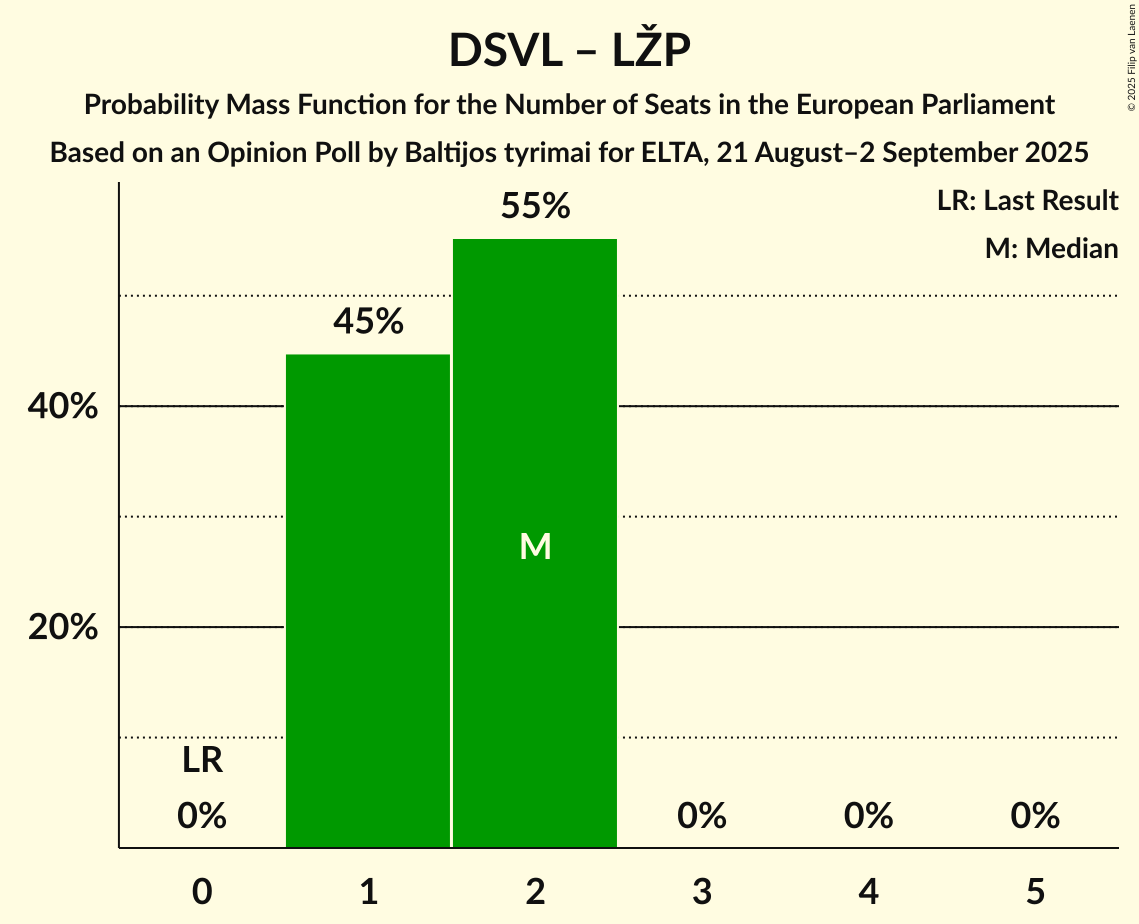 DSVL – LŽP
Probability Mass Function for the Number of Seats in the European Parliament
Based on an Opinion Poll by Baltijos tyrimai for ELTA, 21 August–2 September 2025
© 2025 Filip van Laenen
LR: Last Result
M: Median
55%
45%
40%
M
20%
LR
0%
0%
0%
0%
0
1
2
3
4
5